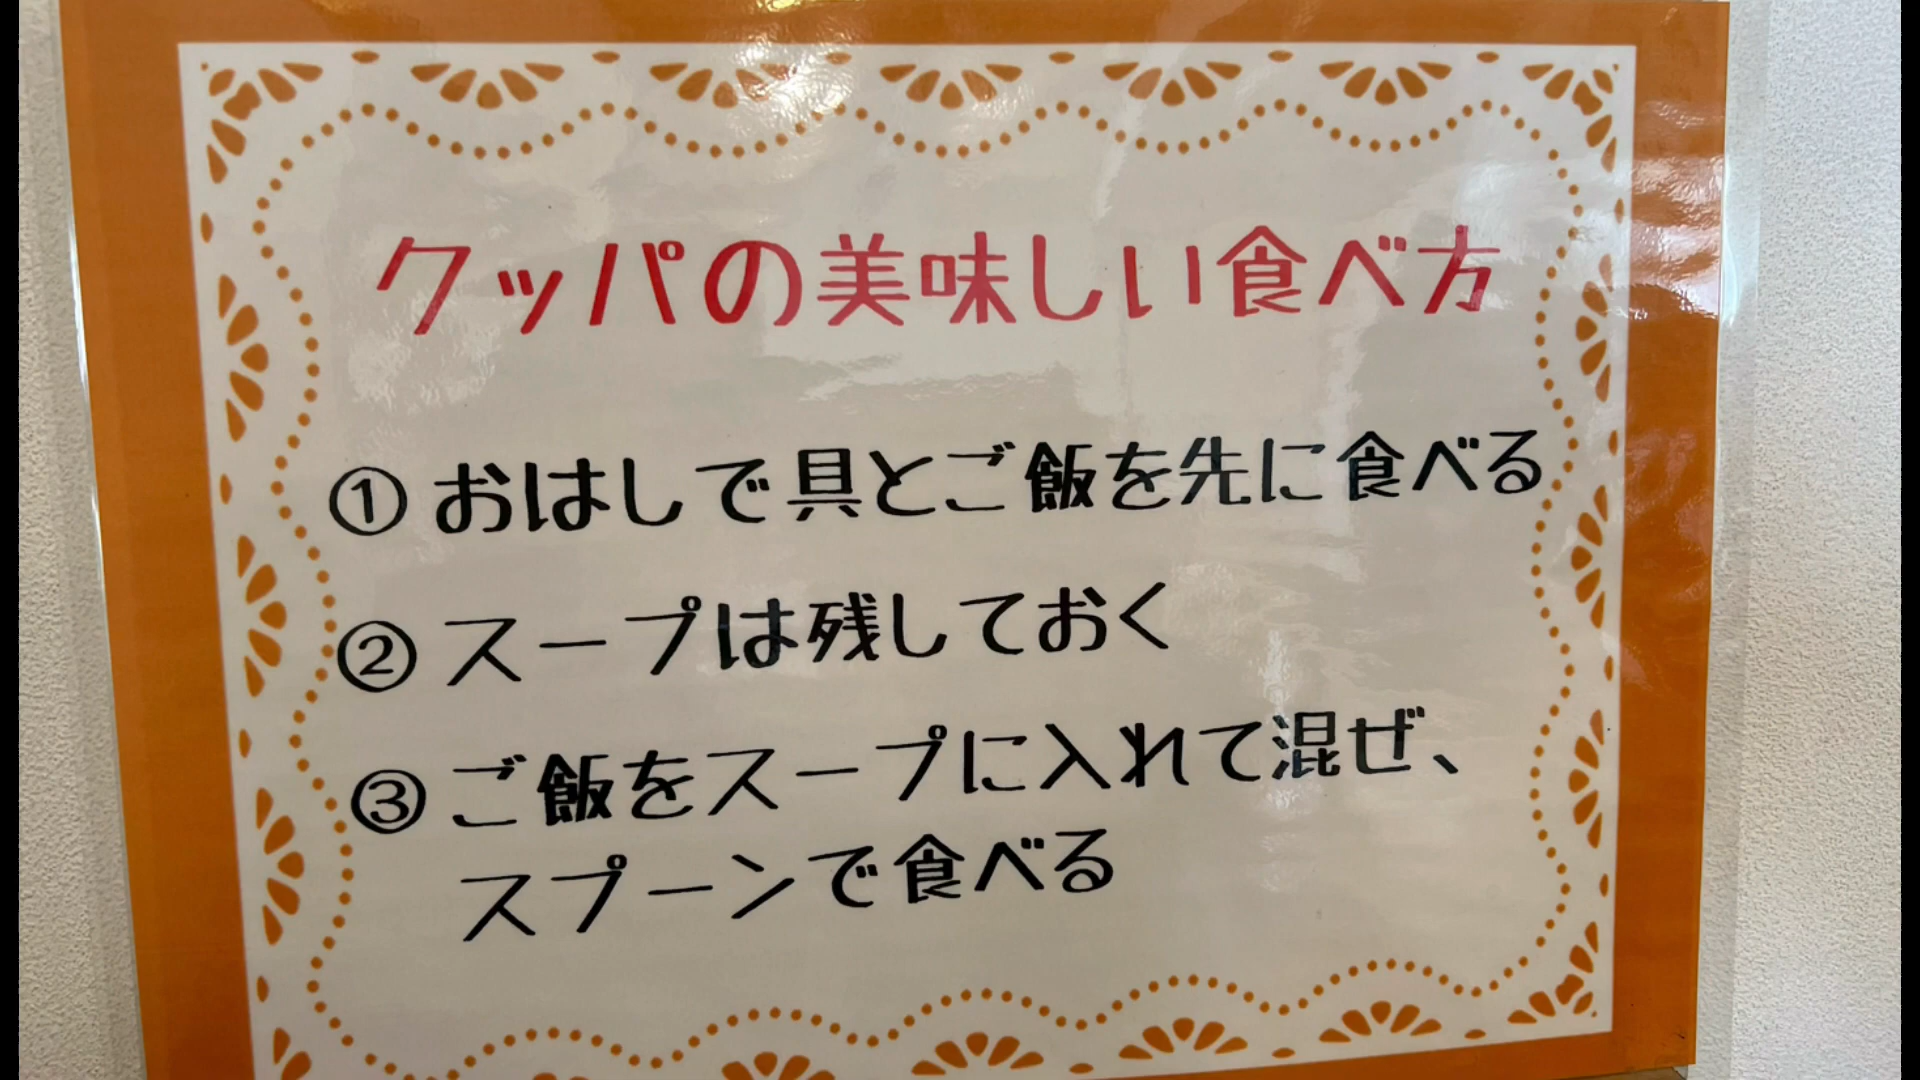 クッパの美味しい食べ方
①おはしで具とご飯を先に食べる
②スープは残しておく
③ご飯をスープに入れて混ぜ、
スプーンで食べる